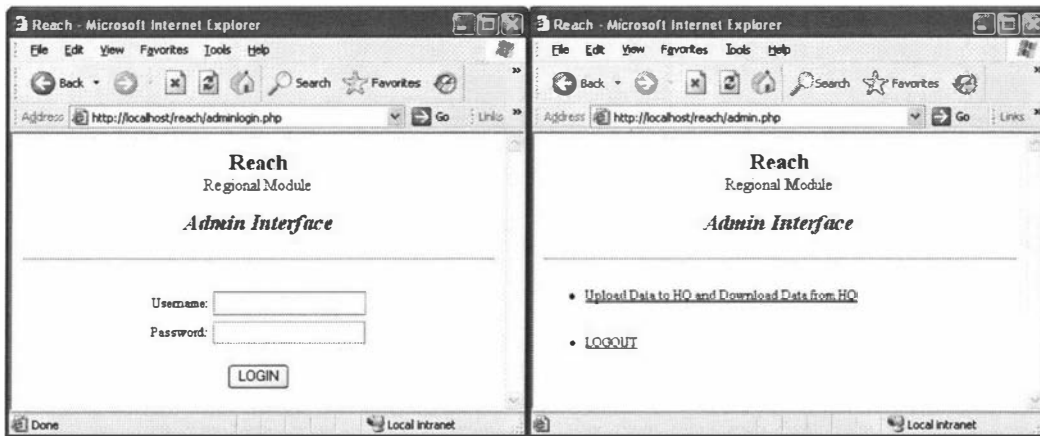 Reach - Microsoft Internet Explorer
File Edit View Favorites Tools Help
Back Search Favorites »
Address http://localhost/reach/adminlogin.php Go Links »
Reach
Regional Module
Admin Interface
Username:
Password:
LOGIN
Done Local intranet
Reach - Microsoft Internet Explorer
File Edit View Favorites Tools Help
Back Search Favorites »
Address http://localhost/reach/admin.php Go Links »
Reach
Regional Module
Admin Interface
• Upload Data to HQ and Download Data from HQ
• LOGOUT
Local intranet